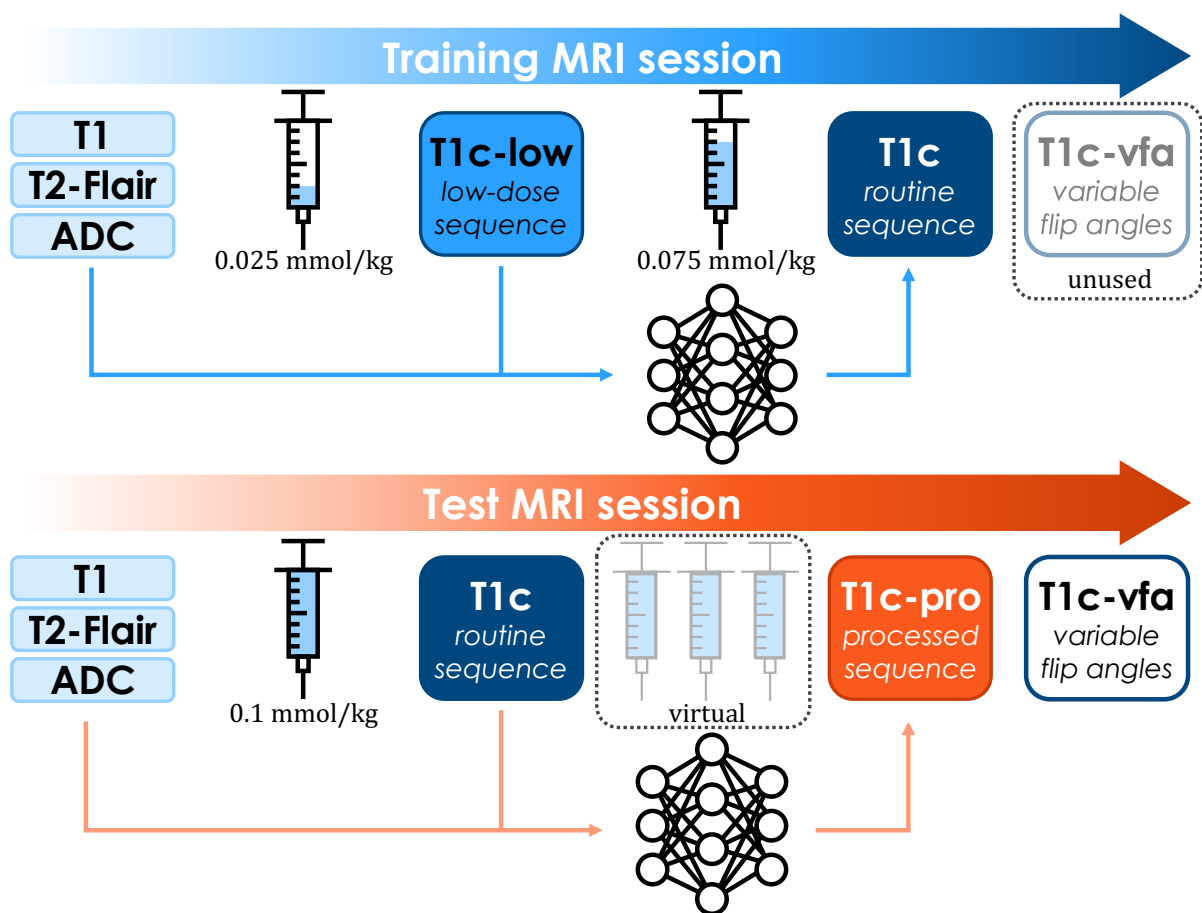 Training MRI session
T1
T2-Flair
ADC
0.025 mmol/kg
T1c-low
low-dose
sequence
0.075 mmol/kg
T1c
routine
sequence
T1c-vfa
variable
flip angles
unused
Test MRI session
T1
T2-Flair
ADC
0.1 mmol/kg
T1c
routine
sequence
virtual
T1c-pro
processed
sequence
T1c-vfa
variable
flip angles